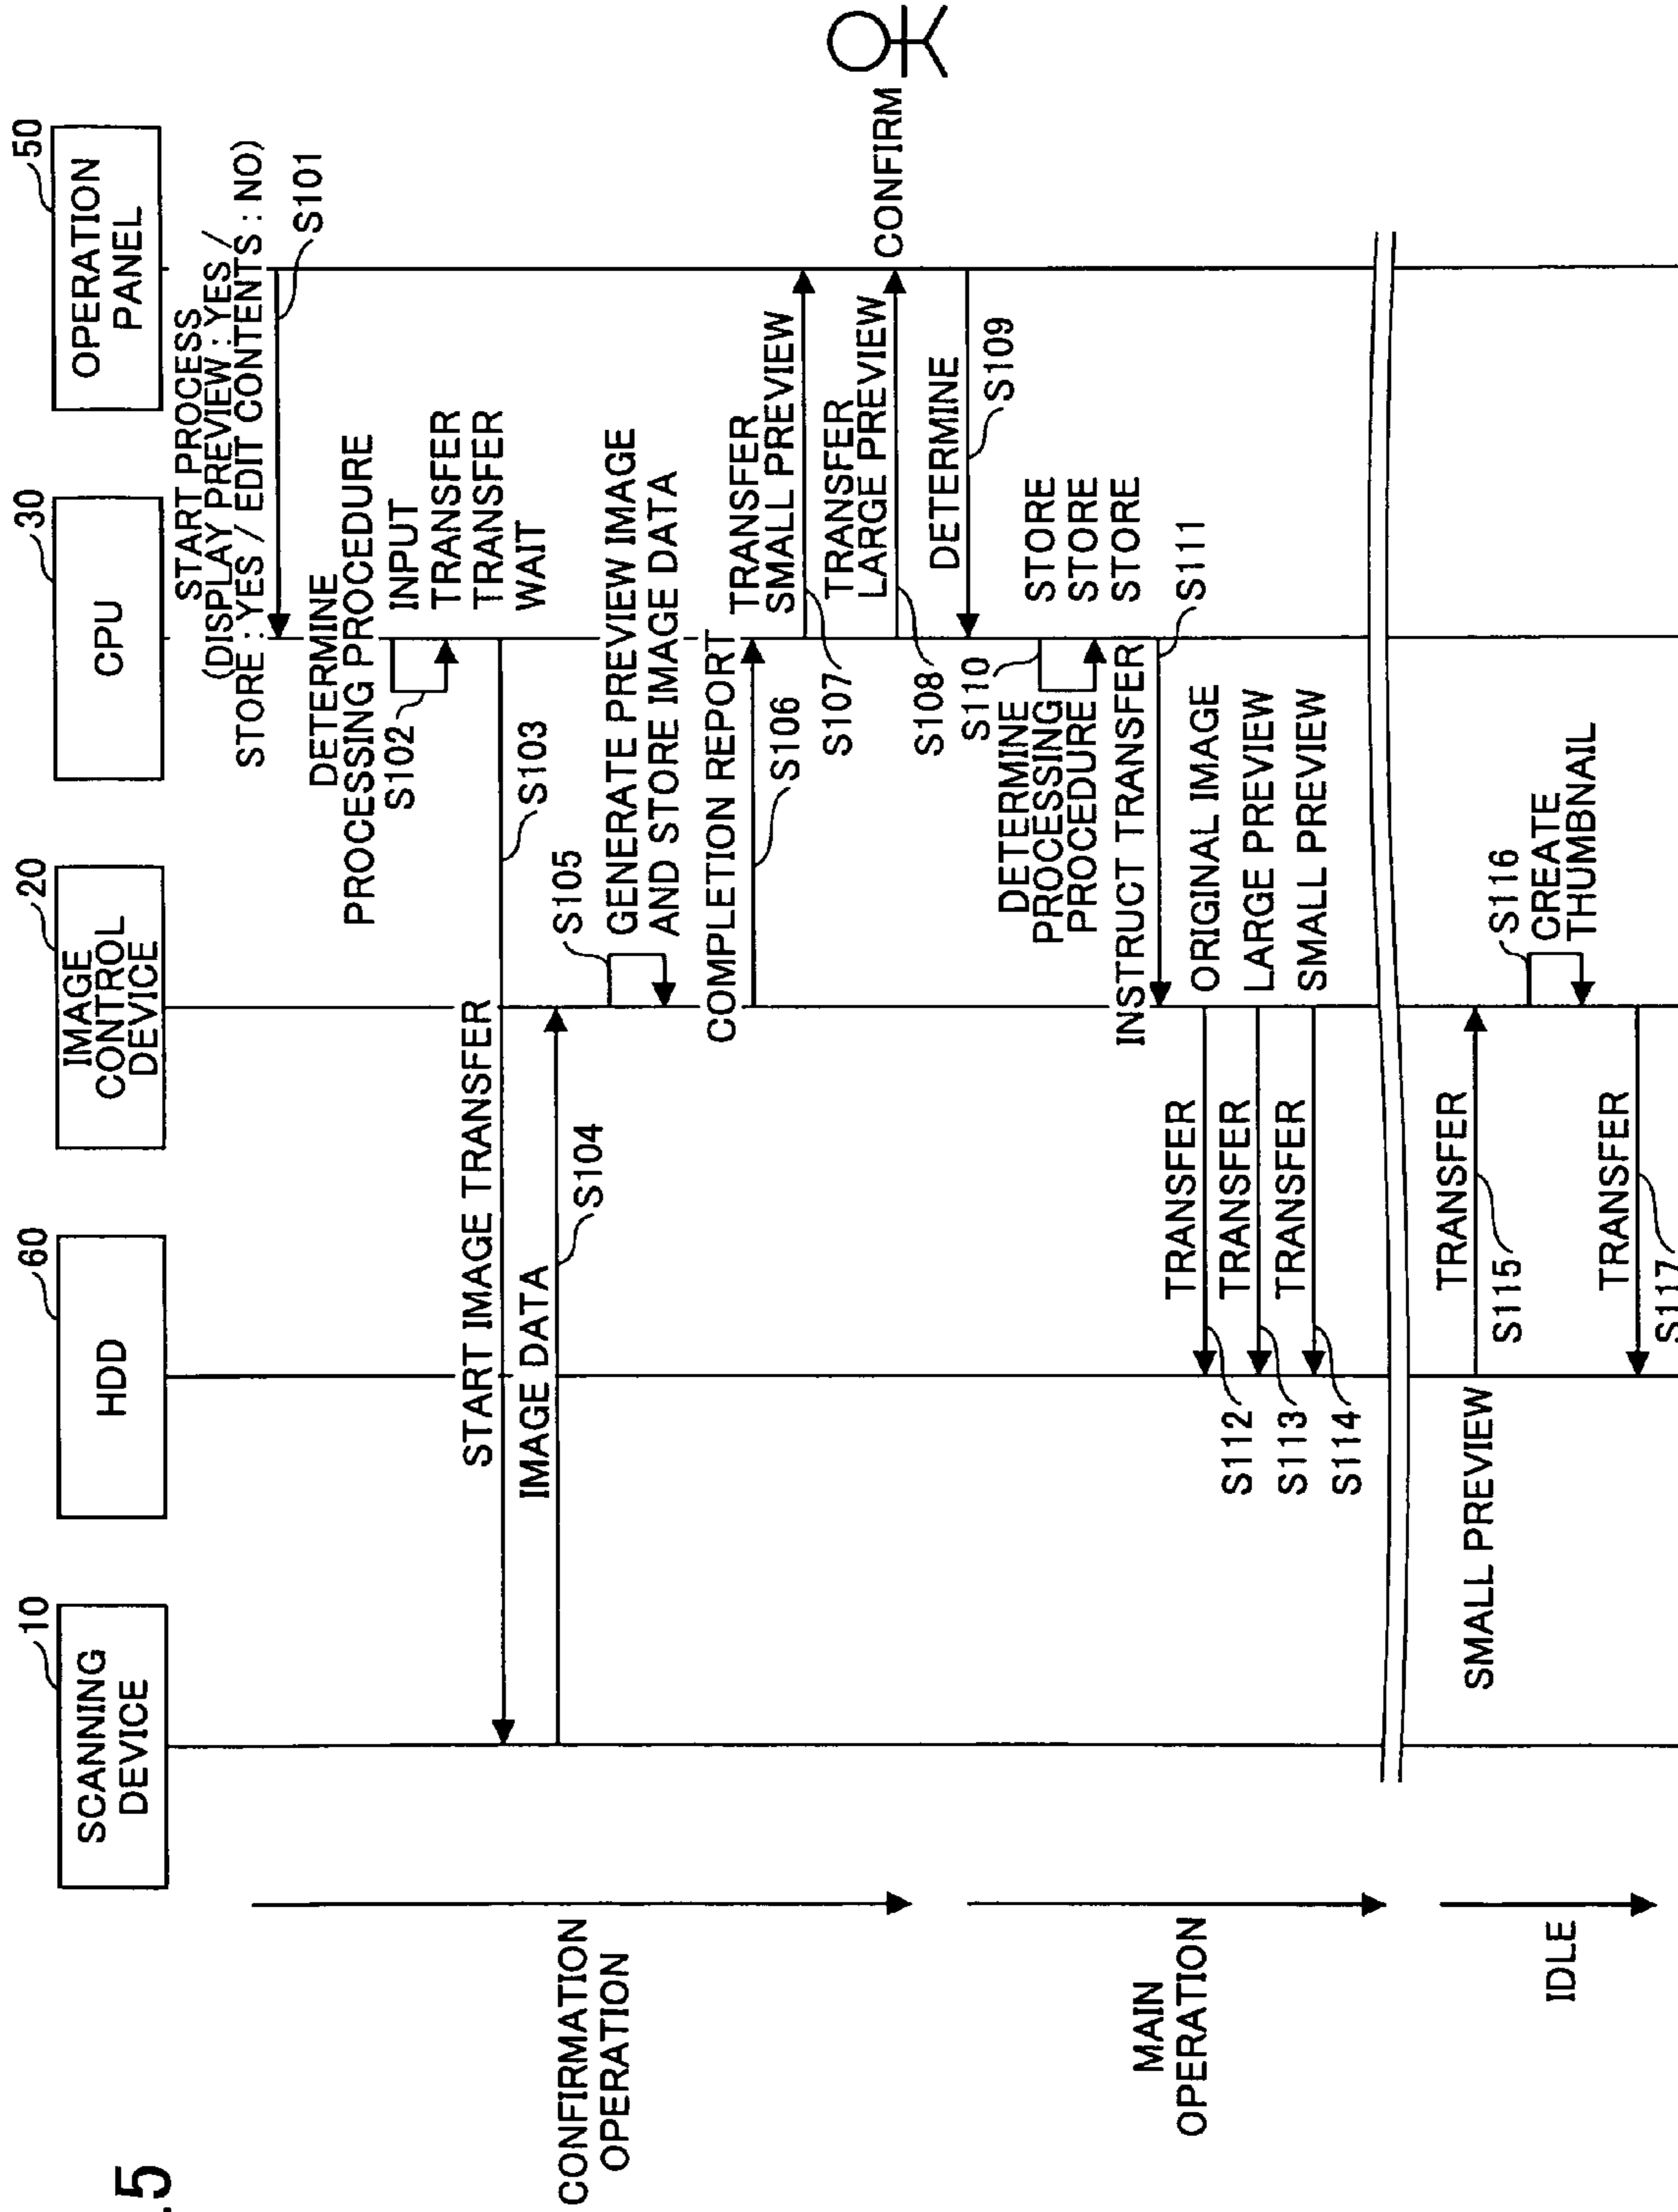 .5
SCANNING
DEVICE
10
HDD
60
IMAGE
CONTROL
DEVICE
20
CPU
30
OPERATION
PANEL
50
START PROCESS
(DISPLAY PREVIEW : YES /
STORE : YES / EDIT CONTENTS : NO)
S101
DETERMINE
PROCESSING PROCEDURE
S102
INPUT
TRANSFER
TRANSFER
WAIT
START IMAGE TRANSFER
S103
IMAGE DATA
S104
S105
GENERATE PREVIEW IMAGE
AND STORE IMAGE DATA
COMPLETION REPORT
S106
TRANSFER
SMALL PREVIEW
S107
TRANSFER
LARGE PREVIEW
S108
CONFIRM
DETERMINE
S109
S110
DETERMINE
PROCESSING
PROCEDURE
STORE
STORE
STORE
INSTRUCT TRANSFER
S111
TRANSFER
ORIGINAL IMAGE
S112
TRANSFER
LARGE PREVIEW
S113
TRANSFER
SMALL PREVIEW
S114
SMALL PREVIEW
TRANSFER
S115
S116
CREATE
THUMBNAIL
TRANSFER
S117
CONFIRMATION
OPERATION
MAIN
OPERATION
IDLE